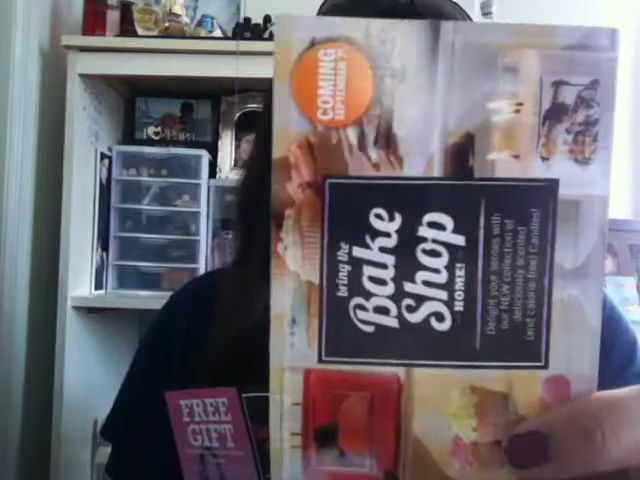 COMING
SEPTEMBER 1!
bring the
Bake
Shop
HOME!
Delight your senses with
our NEW collection of
deliciously scented
(and calorie free) Candles!
FREE
GIFT
I